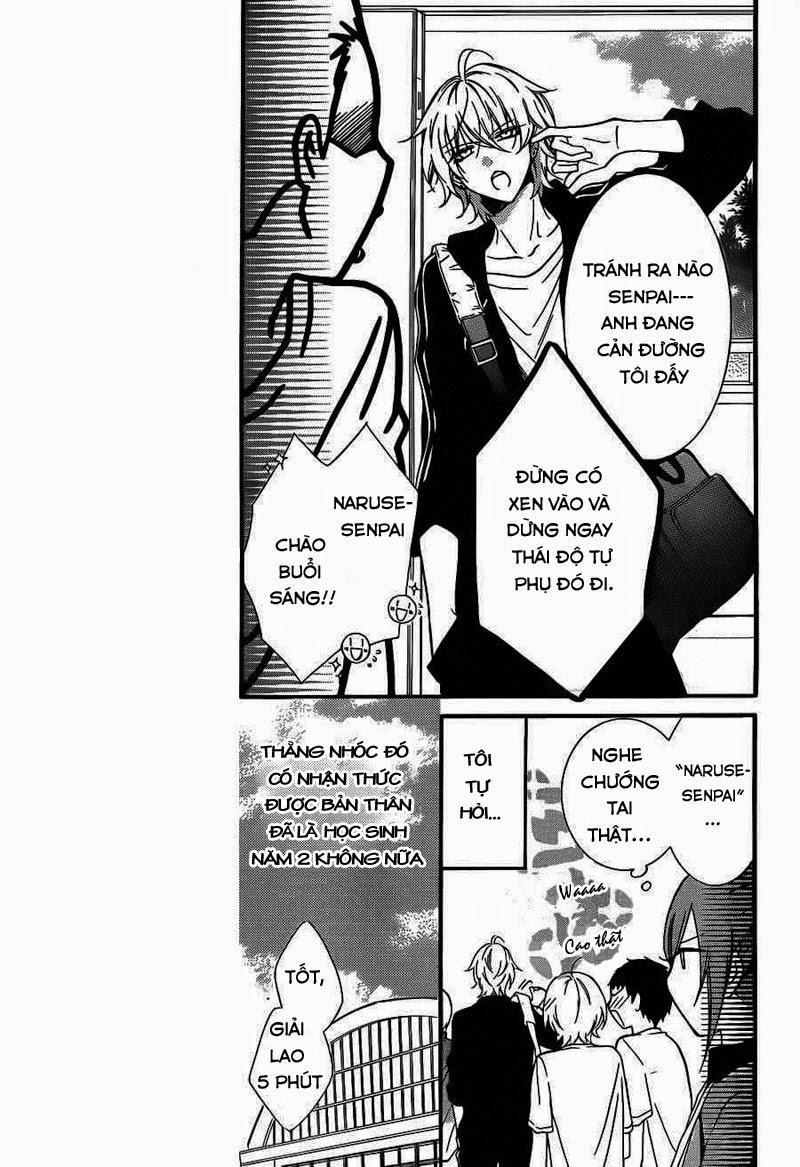 TRÁNH RA NÀO
SENPAI---
ANH ĐANG
CẢN ĐƯỜNG
TÔI ĐẤY
ĐỪNG CÓ
XEN VÀO VÀ
DỪNG NGAY
THÁI ĐỘ TỰ
PHỤ ĐÓ ĐI.
NARUSE-
SENPAI
CHÀO
BUỔI
SÁNG!!
“NARUSE-
SENPAI”
...
NGHE
CHƯỚNG
TAI
THẬT...
Waaaa
Cao thật
TÔI
TỰ
HỎI...
THẰNG NHÓC ĐÓ
CÓ NHẬN THỨC
ĐƯỢC BẢN THÂN
ĐÃ LÀ HỌC SINH
NĂM 2 KHÔNG NỮA
TỐT,
GIẢI LAO
5 PHÚT